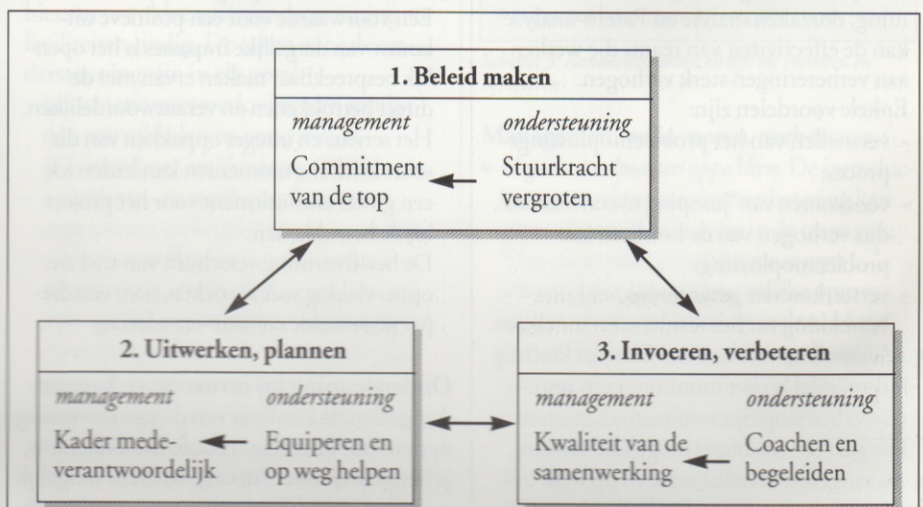 1. Beleid maken
management
ondersteuning
Commitment
van de top
Stuurkracht
vergroten
2. Uitwerken, plannen
management
ondersteuning
Kader mede-
verantwoordelijk
Equiperen en
op weg helpen
3. Invoeren, verbeteren
management
ondersteuning
Kwaliteit van de
samenwerking
Coachen en
begeleiden